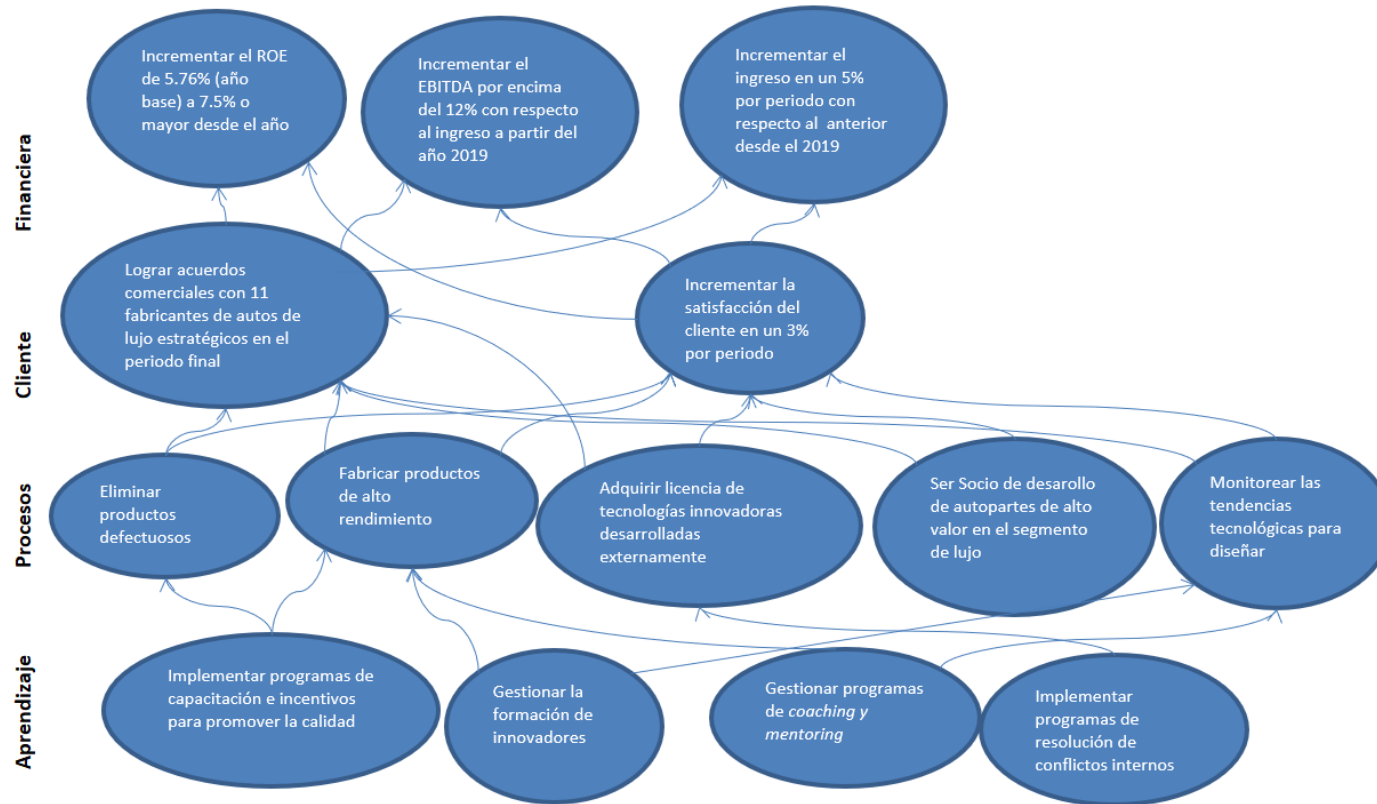 Financiera
Incrementar el ROE
de 5.76% (año
base) a 7.5% o
mayor desde el año
Incrementar el
EBITDA por encima
del 12% con respecto
al ingreso a partir del
año 2019
Incrementar el
ingreso en un 5%
por periodo con
respecto al anterior
desde el 2019
Cliente
Lograr acuerdos
comerciales con 11
fabricantes de autos de
lujo estratégicos en el
periodo final
Incrementar la
satisfacción del
cliente en un 3%
por periodo
Procesos
Eliminar
productos
defectuosos
Fabricar productos
de alto
rendimiento
Adquirir licencia de
tecnologías innovadoras
desarrolladas
externamente
Ser Socio de desarollo
de autopartes de alto
valor en el segmento
de lujo
Monitorear las
tendencias
tecnológicas para
diseñar
Aprendizaje
Implementar programas de
capacitación e incentivos
para promover la calidad
Gestionar la
formación de
innovadores
Gestionar programas
de coaching y
mentoring
Implementar
programas de
resolución de
conflictos internos